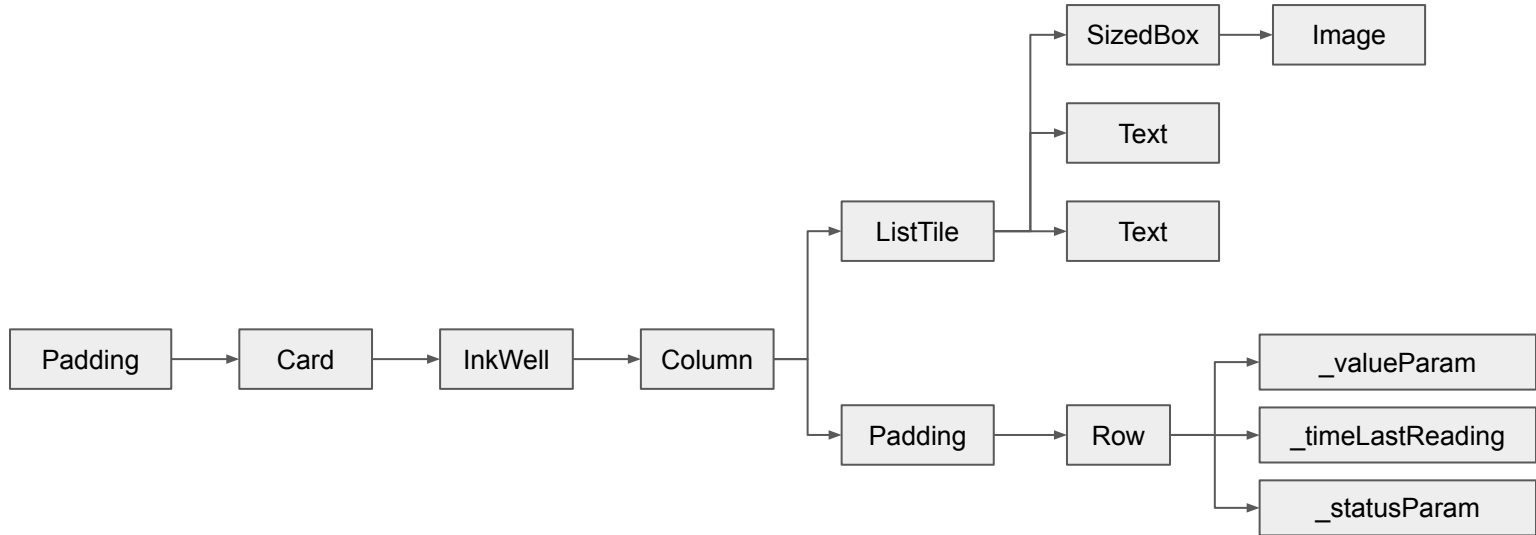 SizedBox
Image
Text
ListTile
Text
Padding
Card
InkWell
Column
_valueParam
Padding
Row
_timeLastReading
_statusParam